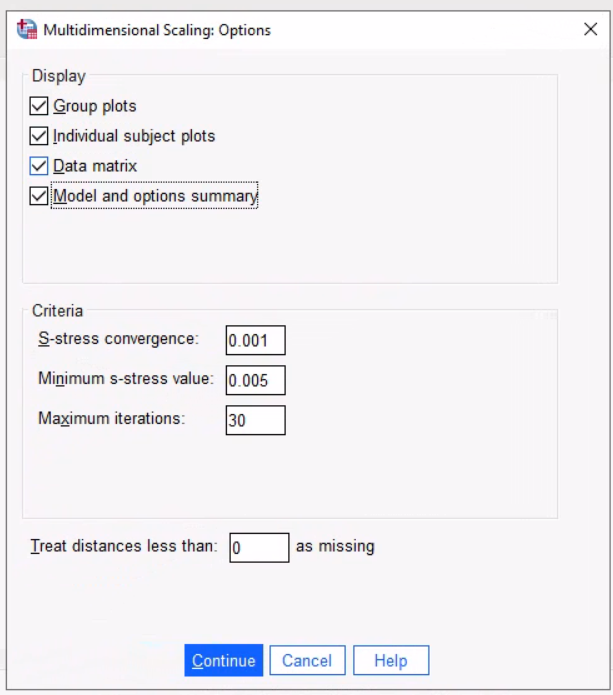 Multidimensional Scaling: Options
Display
Group plots
Individual subject plots
Data matrix
Model and options summary
Criteria
S-stress convergence: 0.001
Minimum s-stress value: 0.005
Maximum iterations: 30
Treat distances less than: 0 as missing
Continue Cancel Help